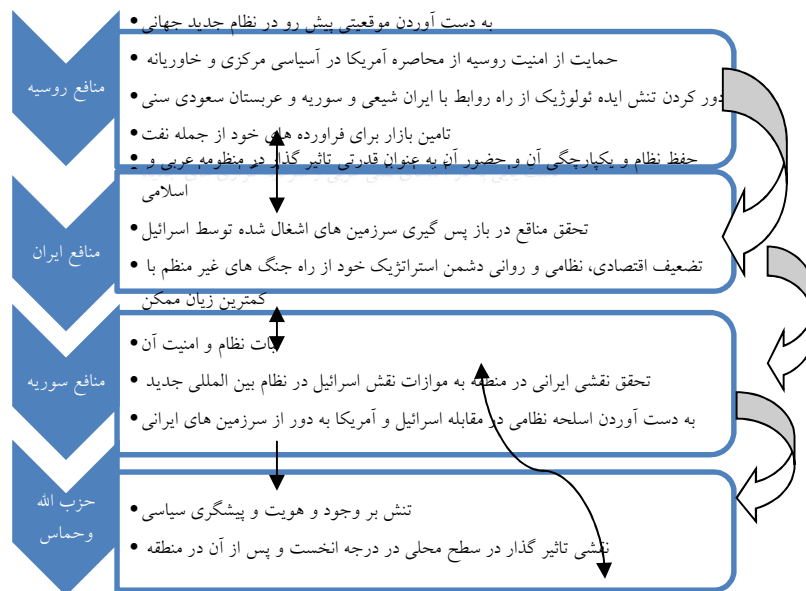 به دست آوردن موقعیتی پیش رو در نظام جدید جهانی
حمایت از امنیت روسیه از محاصره آمریکا در آسیاسی مرکزی و خاوریانه
منافع روسیه
دور کردن تنش ایده ئولوژیک از راه روابط با ایران شیعی و سوریه و عربستان سعودی سنی
تامین بازار برای فراورده های خود از جمله نفت
حفظ نظام و یکپارچگی آن و حضور آن به عنوان قدرتی تاثیر گذار در منظومه عربی و
اسلامی
تحقق مناقع در باز پس گیری سرزمین های اشغال شده توسط اسرائیل
منافع ایران
تضعیف اقتصادی، نظامی و روانی دشمن استراتژیک خود از راه جنگ های غیر منظم با
کمترین زیان ممکن
نظام و امنیت آن
تحقق نقشی ایرانی در منطقه به موازات نقش اسرائیل در نظام بین المللی جدید
منافع سوریه
به دست آوردن اسلحه نظامی در مقابله اسرائیل و آمریکا به دور از سرزمین های ایرانی
حزب الله
وحماس
تنش بر وجود و هویت و پیشگری سیاسی
نقشی تاثیر گذار در سطح محلی در درجه انخست و پس از آن در منطقه